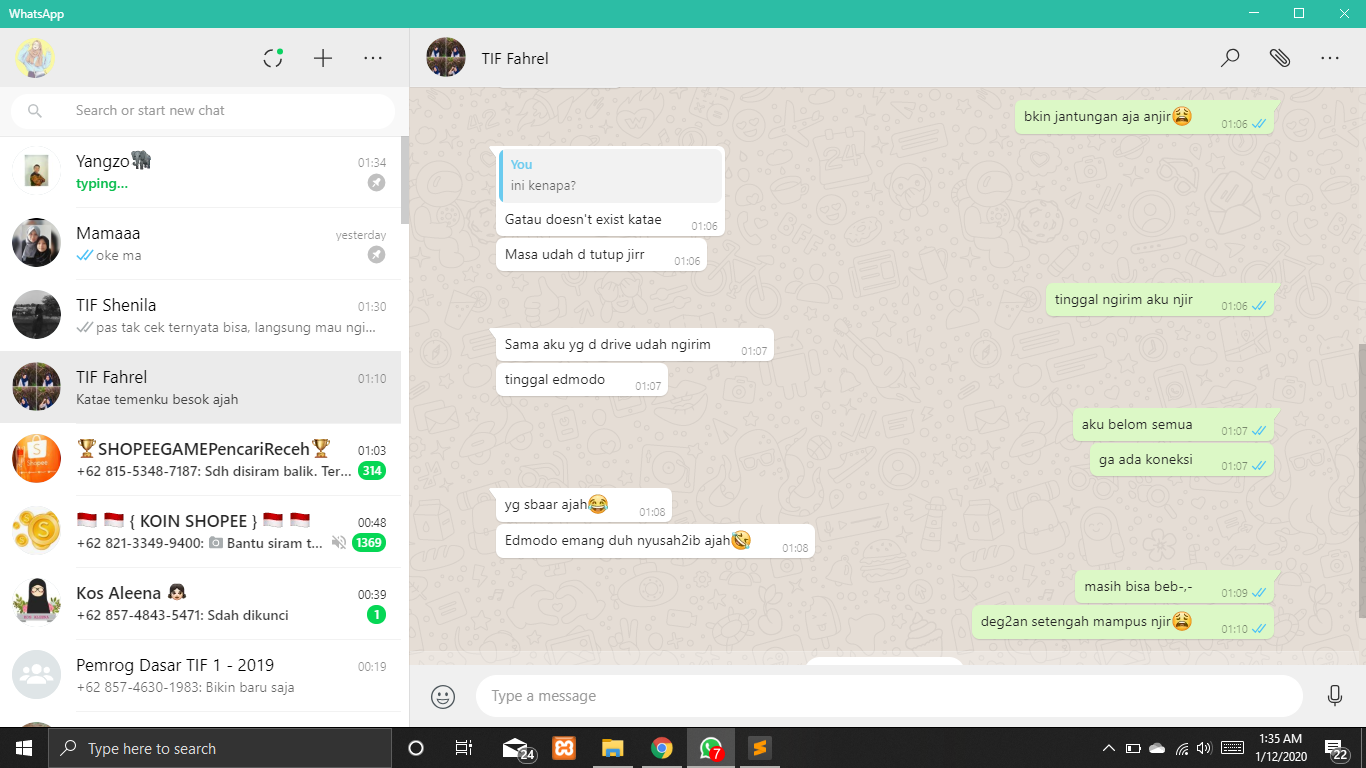 WhatsApp
Search or start new chat
Yangzo🐘 01:34
typing...
Mamaaa yesterday
oke ma
TIF Shenila 01:30
pas tak cek ternyata bisa, langsung mau ngi...
TIF Fahrel 01:10
Katae temenku besok ajah
🏆SHOPEEGAMEPencariReceh🏆 01:03
+62 815-5348-7187: Sdh disiram balik. Ter... 314
🇮🇩 🇮🇩 { KOIN SHOPEE } 🇮🇩 🇮🇩 00:48
+62 821-3349-9400: 📷 Bantu siram t... 1369
Kos Aleena 👧🏻 00:39
+62 857-4843-5471: Sdah dikunci 1
Pemrog Dasar TIF 1 - 2019 00:19
+62 857-4630-1983: Bikin baru saja
TIF Fahrel
bkin jantungan aja anjir😩 01:06
You
ini kenapa?
Gatau doesn't exist katae 01:06
Masa udah d tutup jirr 01:06
tinggal ngirim aku njir 01:06
Sama aku yg d drive udah ngirim 01:07
tinggal edmodo 01:07
aku belom semua 01:07
ga ada koneksi 01:07
yg sbaar ajah😂 01:08
Edmodo emang duh nyusah2ib ajah🤣 01:08
masih bisa beb-,- 01:09
deg2an setengah mampus njir😩 01:10
Type a message
Type here to search
24
7
1:35 AM
1/12/2020
22